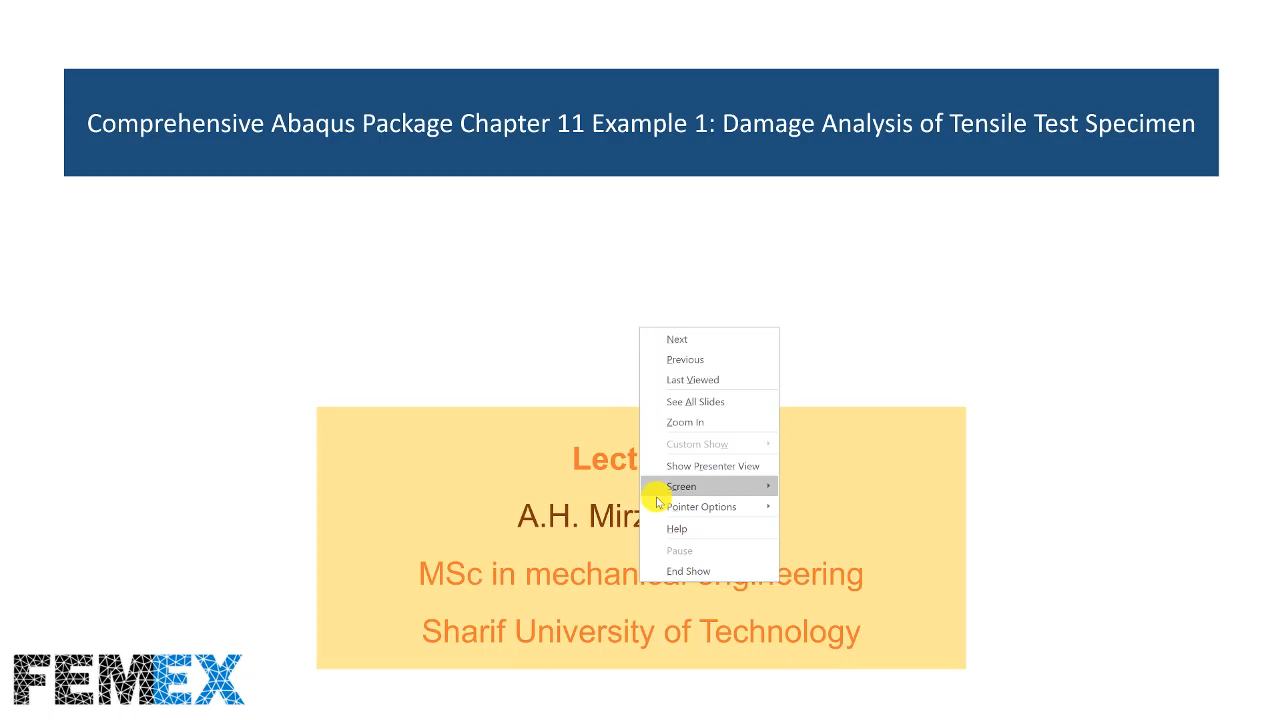 Comprehensive Abaqus Package Chapter 11 Example 1: Damage Analysis of Tensile Test Specimen
Next
Previous
Last Viewed
See All Slides
Zoom In
Custom Show
Show Presenter View
Screen
Pointer Options
Help
Pause
End Show
A.H.
MSc in mechanical engineering
Sharif University of Technology
FEMEX